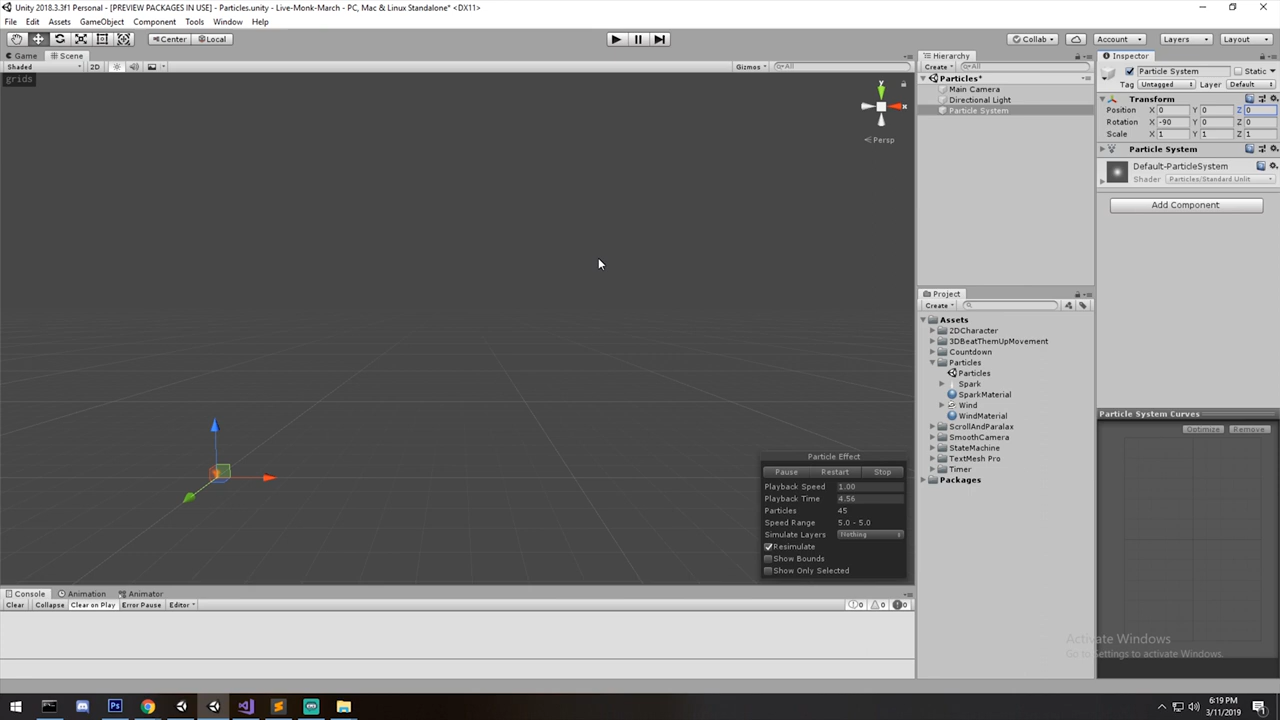 Unity 2018.3.3f1 Personal - [PREVIEW PACKAGES IN USE] - Particles.unity - Live-Monk-March - PC, Mac & Linux Standalone* <DX11>
File Edit Assets GameObject Component Tools Window Help
Center Local Collab Account Layers Layout
Game Scene
Shaded 2D Gizmos All
grids
y
x
Persp
Particle Effect
Pause Restart Stop
Playback Speed 1.00
Playback Time 4.56
Particles 45
Speed Range 5.0 - 5.0
Simulate Layers Nothing
Resimulate
Show Bounds
Show Only Selected
Console Animation Animator
Clear Collapse Clear on Play Error Pause Editor 0 0 0
Hierarchy
Create All
Particles*
Main Camera
Directional Light
Particle System
Project
Create
Assets
2DCharacter
3DBeatThemUpMovement
Countdown
Particles
Particles
Spark
SparkMaterial
Wind
WindMaterial
ScrollAndParalax
SmoothCamera
StateMachine
TextMesh Pro
Timer
Packages
Inspector
Particle System Static
Tag Untagged Layer Default
Transform
Position X 0 Y 0 Z 0
Rotation X -90 Y 0 Z 0
Scale X 1 Y 1 Z 1
Particle System
Default-ParticleSystem
Shader Particles/Standard Unlit
Add Component
Particle System Curves
Optimize Remove
Activate Windows
Go to Settings to activate Windows.
6:19 PM
3/11/2019